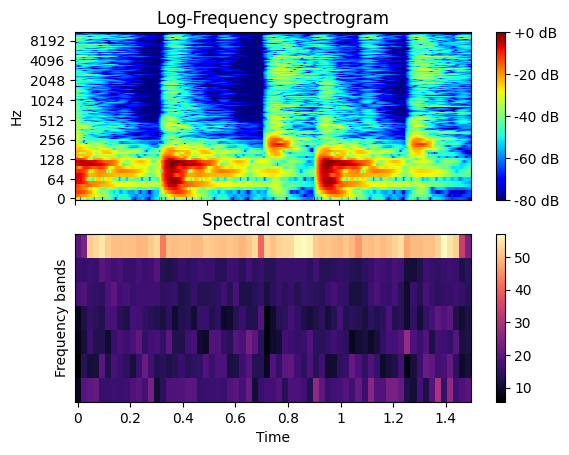 Log-Frequency spectrogram
8192
4096
2048
1024
512
256
128
64
0
Hz
+0 dB
-20 dB
-40 dB
-60 dB
-80 dB
Spectral contrast
Frequency bands
50
40
30
20
10
0
0.2
0.4
0.6
0.8
1
1.2
1.4
Time